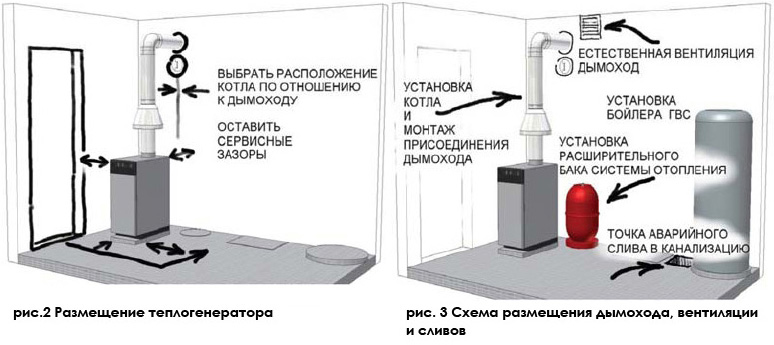 ВЫБРАТЬ РАСПОЛОЖЕНИЕ
КОТЛА ПО ОТНОШЕНИЮ
К ДЫМОХОДУ
ОСТАВИТЬ
СЕРВИСНЫЕ
ЗАЗОРЫ
рис.2 Размещение теплогенератора
ЕСТЕСТВЕННАЯ ВЕНТИЛЯЦИЯ
ДЫМОХОД
УСТАНОВКА
КОТЛА
И
МОНТАЖ
ПРИСОЕДИНЕНИЯ
ДЫМОХОДА
УСТАНОВКА
БОЙЛЕРА ГВС
УСТАНОВКА
РАСШИРИТЕЛЬНОГО
БАКА СИСТЕМЫ ОТОПЛЕНИЯ
ТОЧКА АВАРИЙНОГО
СЛИВА В КАНАЛИЗАЦИЮ
рис. 3 Схема размещения дымохода, вентиляции
и сливов